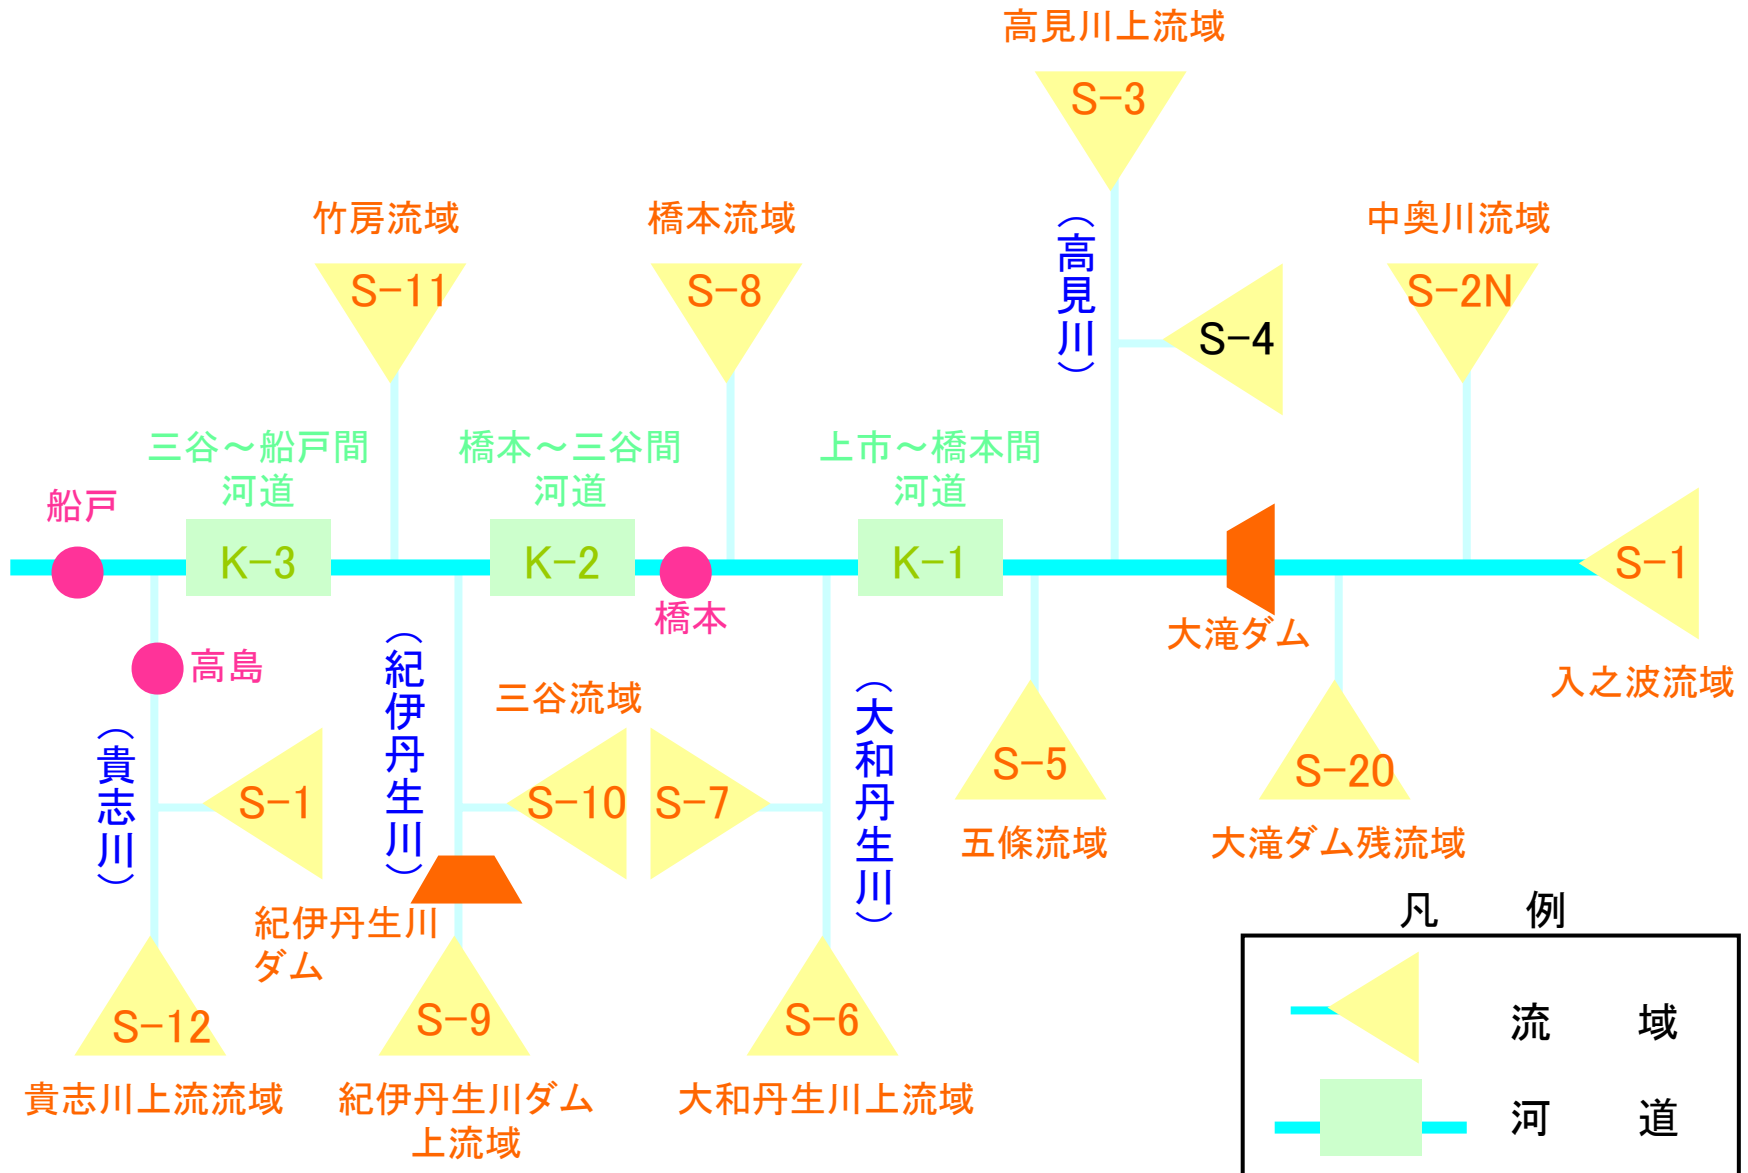 高見川上流域
S-3
竹房流域
橋本流域
(高見川)
中奥川流域
S-11
S-8
S-4
S-2N
三谷～船戸間
河道
橋本～三谷間
河道
上市～橋本間
河道
船戸
K-3
K-2
K-1
S-1
橋本
大滝ダム
高島
(紀伊丹生川)
三谷流域
(大和丹生川)
入之波流域
(貴志川)
S-1
S-10
S-7
S-5
S-20
五條流域
大滝ダム残流域
紀伊丹生川
ダム
凡 例
S-12
S-9
S-6
流 域
貴志川上流流域
紀伊丹生川ダム
上流域
大和丹生川上流域
河 道